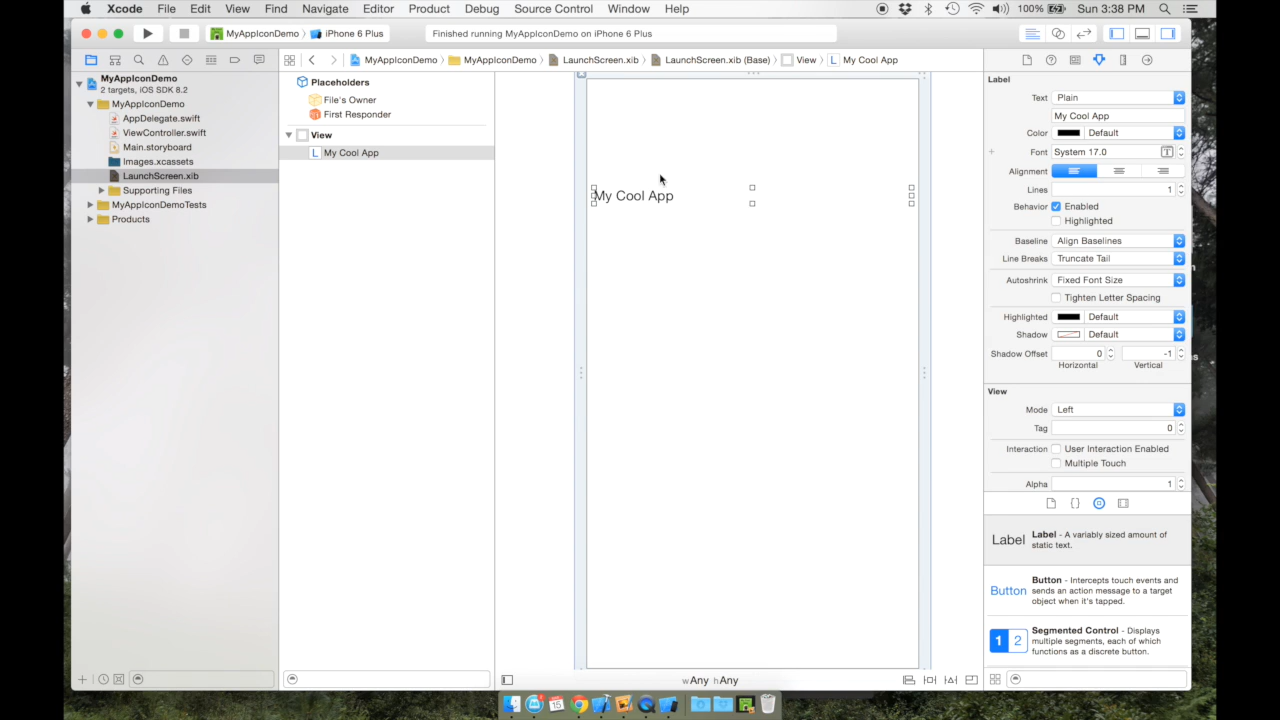 Xcode File Edit View Find Navigate Editor Product Debug Source Control Window Help 100% Sun 3:38 PM
MyAppIconDemo iPhone 6 Plus Finished running MyAppIconDemo on iPhone 6 Plus
MyAppIconDemo MyAppIconDemo LaunchScreen.xib LaunchScreen.xib (Base) View L My Cool App
MyAppIconDemo
2 targets, iOS SDK 8.2
MyAppIconDemo
AppDelegate.swift
ViewController.swift
Main.storyboard
Images.xcassets
LaunchScreen.xib
Supporting Files
MyAppIconDemoTests
Products
Placeholders
File's Owner
First Responder
View
L My Cool App
My Cool App
wAny hAny
Label
Text Plain
My Cool App
Color Default
Font System 17.0 T
Alignment
Lines 1
Behavior Enabled
Highlighted
Baseline Align Baselines
Line Breaks Truncate Tail
Autoshrink Fixed Font Size
Tighten Letter Spacing
Highlighted Default
Shadow Default
Shadow Offset 0 -1
Horizontal Vertical
View
Mode Left
Tag 0
Interaction User Interaction Enabled
Multiple Touch
Alpha 1
Label Label - A variably sized amount of
static text.
Button Button - Intercepts touch events and
sends an action message to a target
object when it's tapped.
1 2 Segmented Control - Displays
multiple segments, each of which
functions as a discrete button.
15